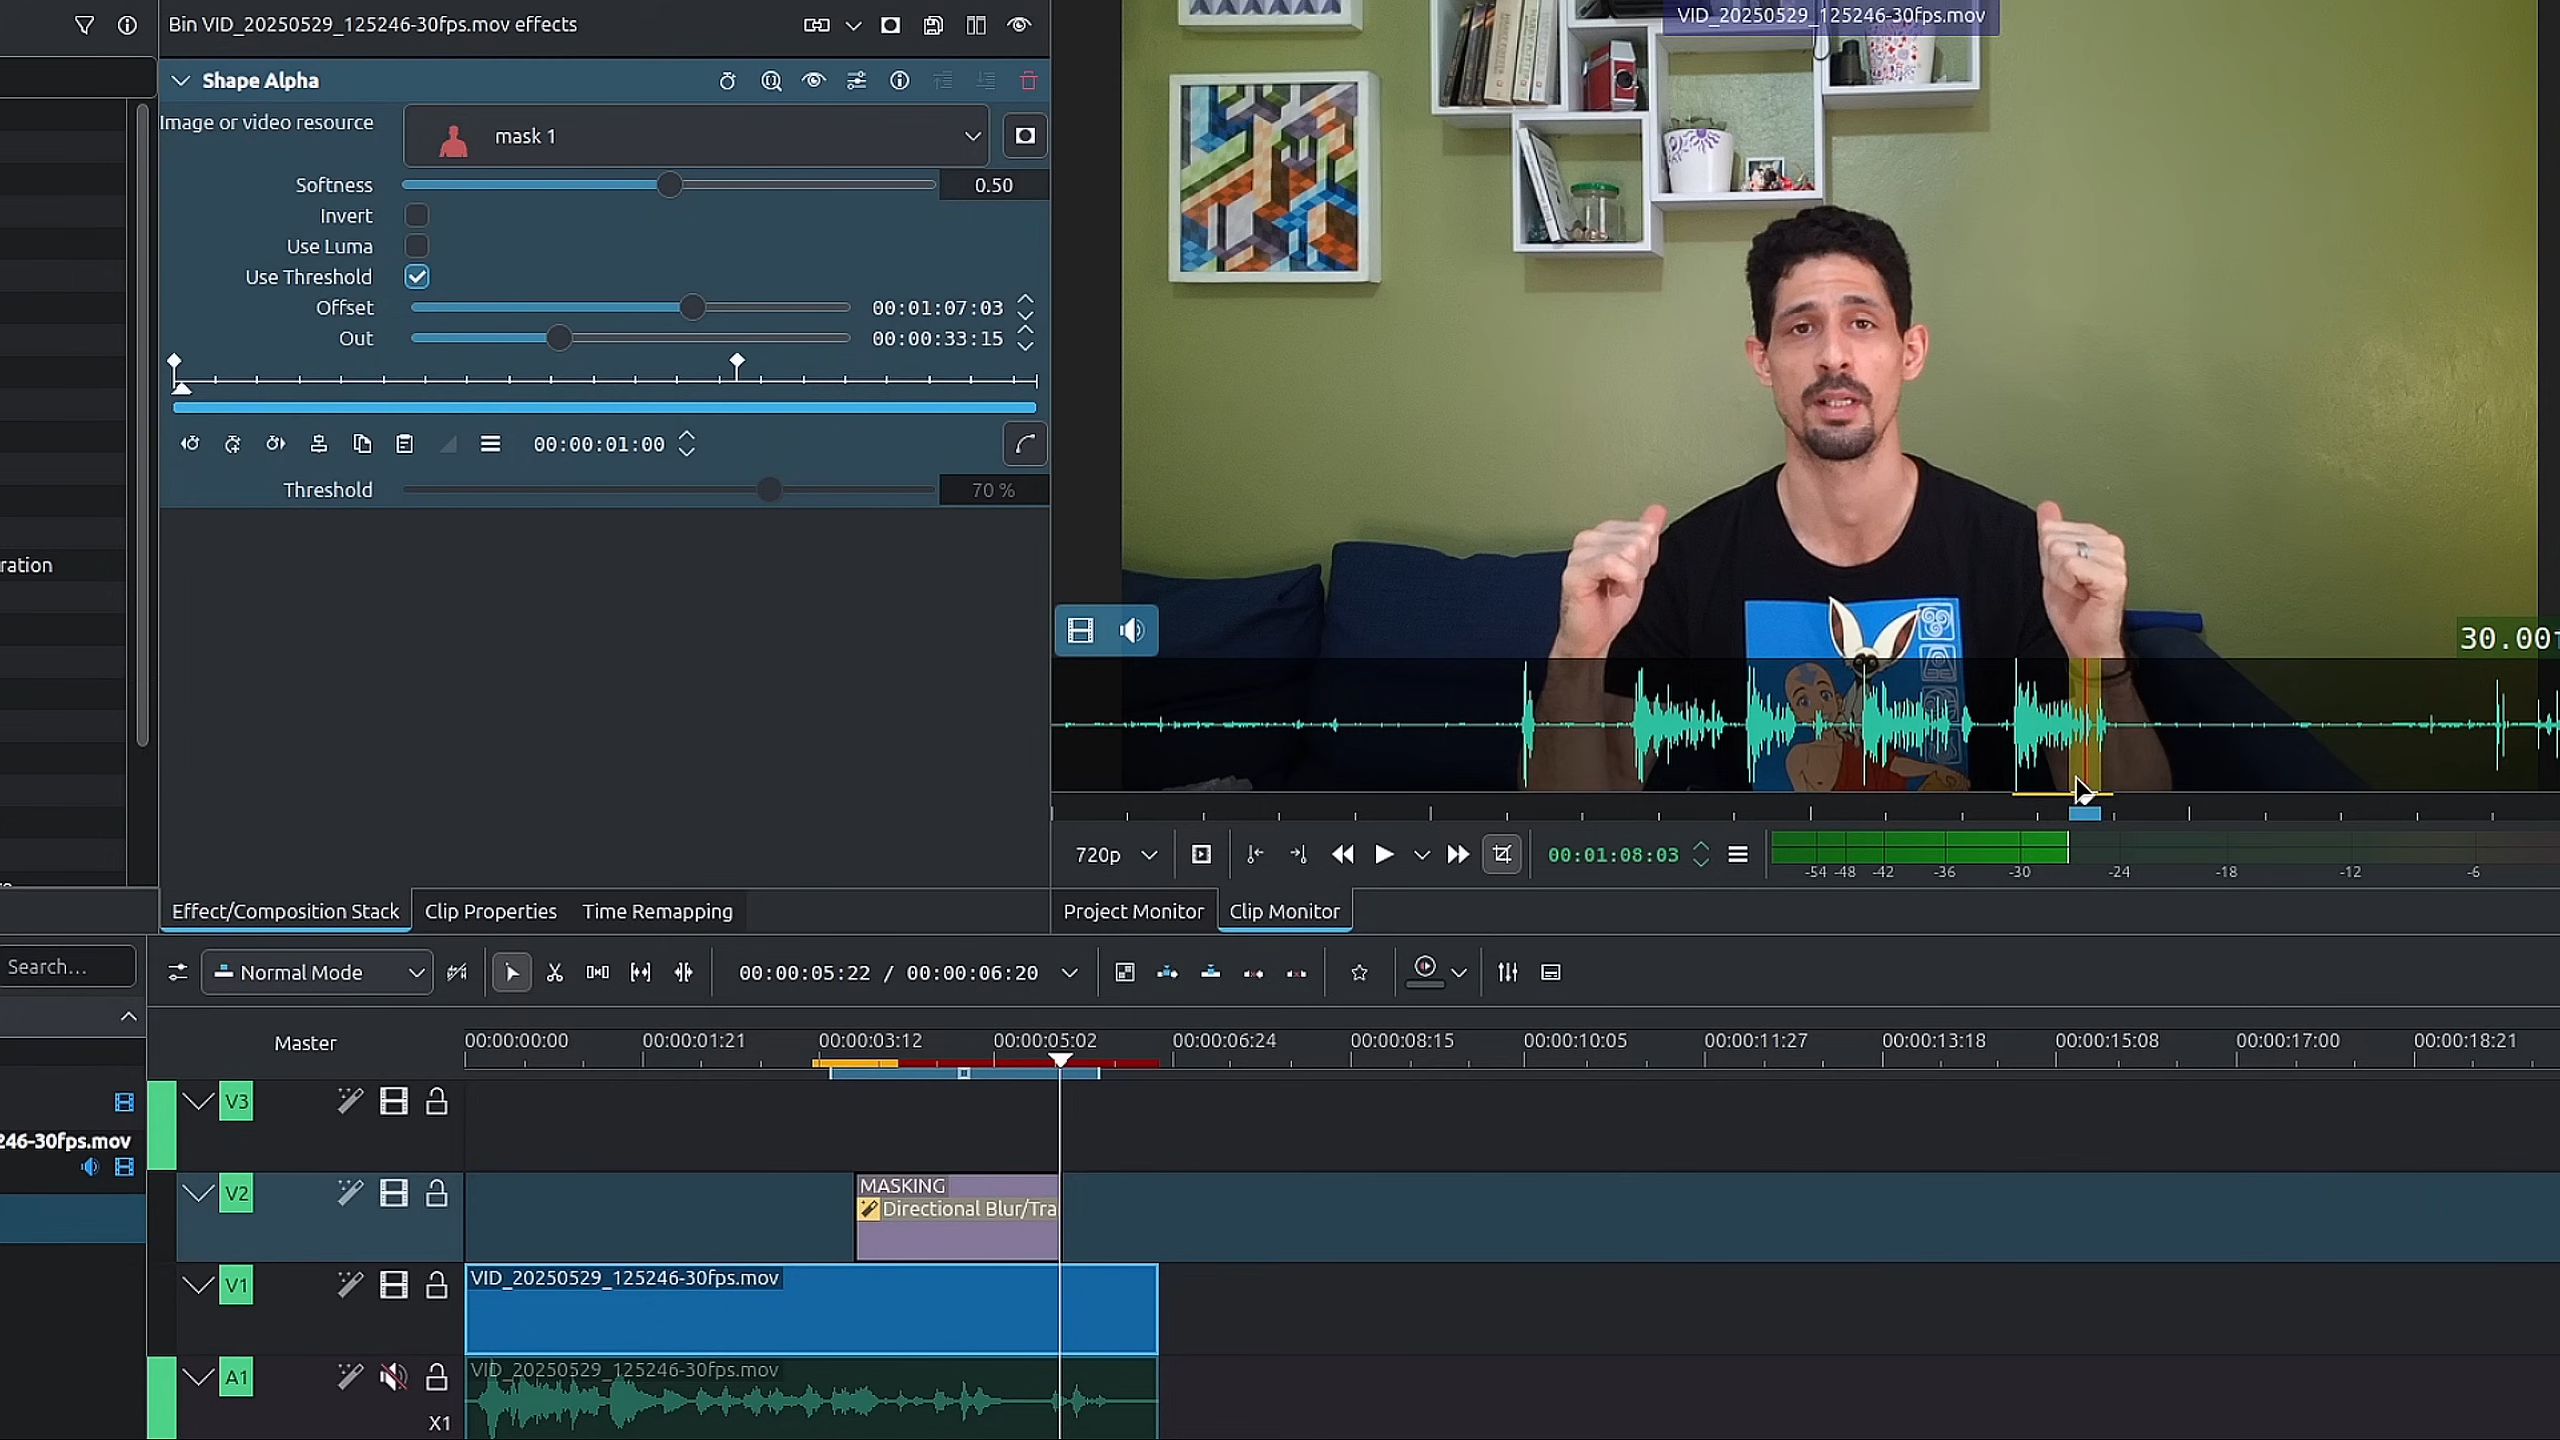 Bin VID_20250529_125246-30fps.mov effects
VID_20250529_125246-30fps.mov
Shape Alpha
Image or video resource
mask 1
Softness
0.50
Invert
Use Luma
Use Threshold
Offset
00:01:07:03
Out
00:00:33:15
00:00:01:00
Threshold
70 %
ration
30.00f
720p
00:01:08:03
-54 -48 -42 -36 -30 -24 -18 -12 -6
Effect/Composition Stack
Clip Properties
Time Remapping
Project Monitor
Clip Monitor
Search...
Normal Mode
00:00:05:22 / 00:00:06:20
Master
00:00:00:00
00:00:01:21
00:00:03:12
00:00:05:02
00:00:06:24
00:00:08:15
00:00:10:05
00:00:11:27
00:00:13:18
00:00:15:08
00:00:17:00
00:00:18:21
V3
246-30fps.mov
V2
MASKING
Directional Blur/Tra
V1
VID_20250529_125246-30fps.mov
A1
VID_20250529_125246-30fps.mov
X1